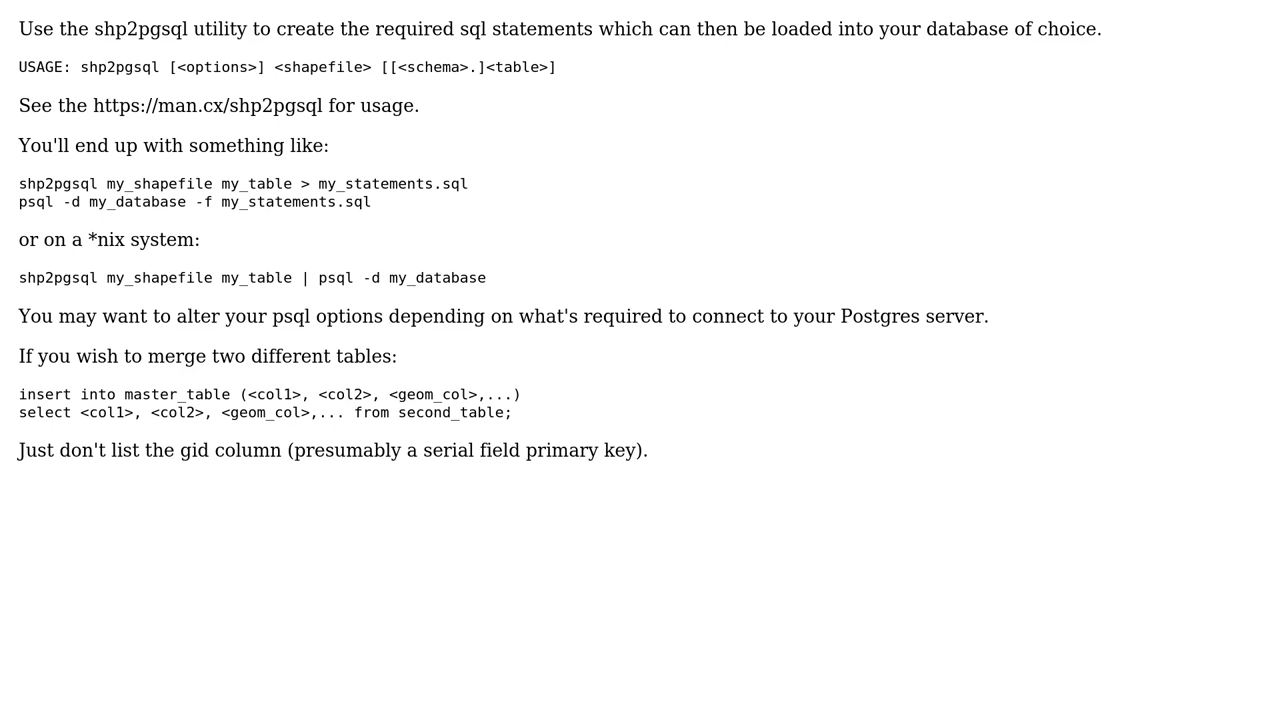 Use the shp2pgsql utility to create the required sql statements which can then be loaded into your database of choice.
USAGE: shp2pgsql [<options>] <shapefile> [[<schema>.]<table>]
See the https://man.cx/shp2pgsql for usage.
You'll end up with something like:
shp2pgsql my_shapefile my_table > my_statements.sql
psql -d my_database -f my_statements.sql
or on a *nix system:
shp2pgsql my_shapefile my_table | psql -d my_database
You may want to alter your psql options depending on what's required to connect to your Postgres server.
If you wish to merge two different tables:
insert into master_table (<col1>, <col2>, <geom_col>,...)
select <col1>, <col2>, <geom_col>,... from second_table;
Just don't list the gid column (presumably a serial field primary key).